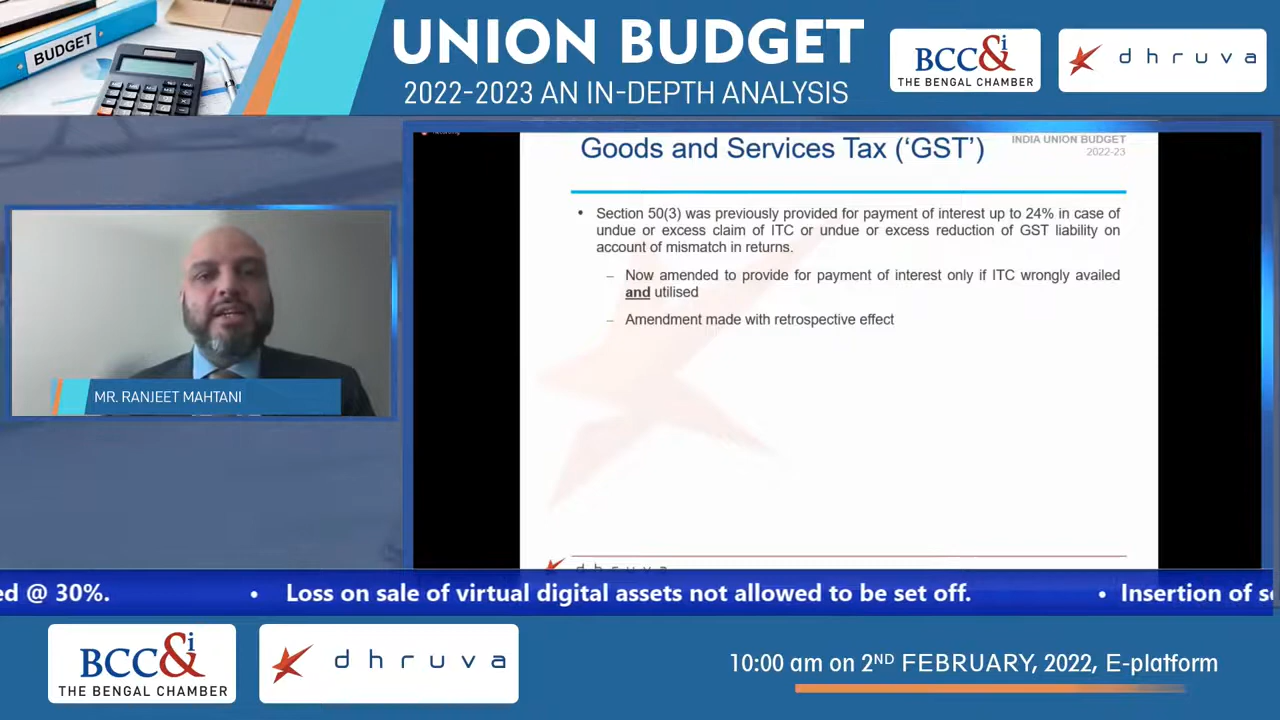 BUDGET
UNION BUDGET
2022-2023 AN IN-DEPTH ANALYSIS
BCC&i
THE BENGAL CHAMBER
dhruva
Goods and Services Tax (‘GST’)
INDIA UNION BUDGET
2022-23
• Section 50(3) was previously provided for payment of interest up to 24% in case of
undue or excess claim of ITC or undue or excess reduction of GST liability on
account of mismatch in returns.
– Now amended to provide for payment of interest only if ITC wrongly availed
and utilised
– Amendment made with retrospective effect
MR. RANJEET MAHTANI
dhruva
ed @ 30%. • Loss on sale of virtual digital assets not allowed to be set off. • Insertion of s
BCC&i
THE BENGAL CHAMBER
dhruva
10:00 am on 2ND FEBRUARY, 2022, E-platform